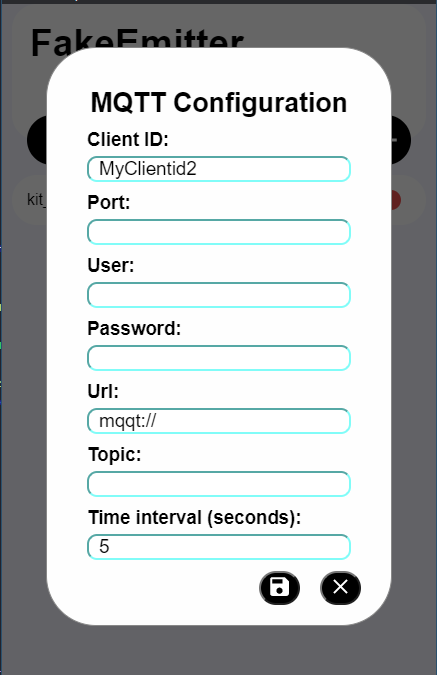 FakeEmitter
MQTT Configuration
Client ID:
MyClientid2
kit_
Port:
User:
Password:
Url:
mqqt://
Topic:
Time interval (seconds):
5